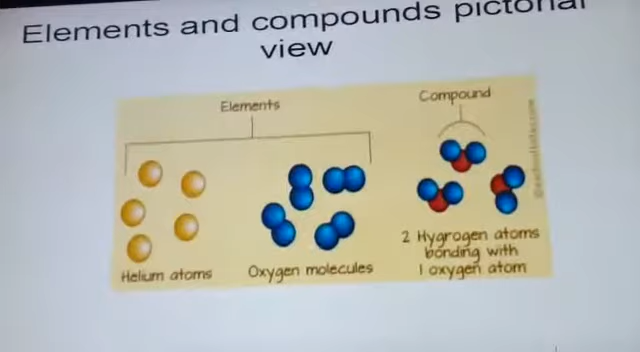 Elements and compounds pictorial
view
Elements
Compound
Helium atoms
Oxygen molecules
2 Hygrogen atoms
bonding with
1 oxygen atom